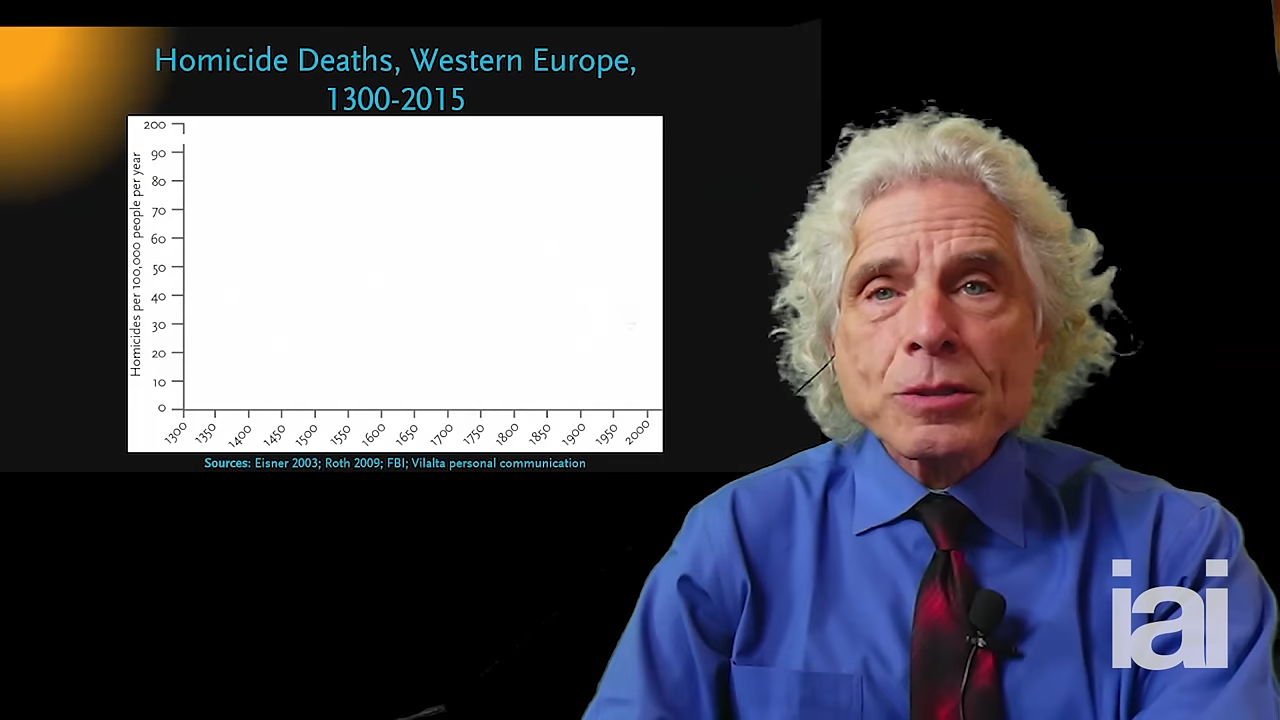 Homicide Deaths, Western Europe,
1300-2015
Homicides per 100,000 people per year
200
90
80
70
60
50
40
30
20
10
0
1300 1350 1400 1450 1500 1550 1600 1650 1700 1750 1800 1850 1900 1950 2000
Sources: Eisner 2003; Roth 2009; FBI; Vilalta personal communication
iai